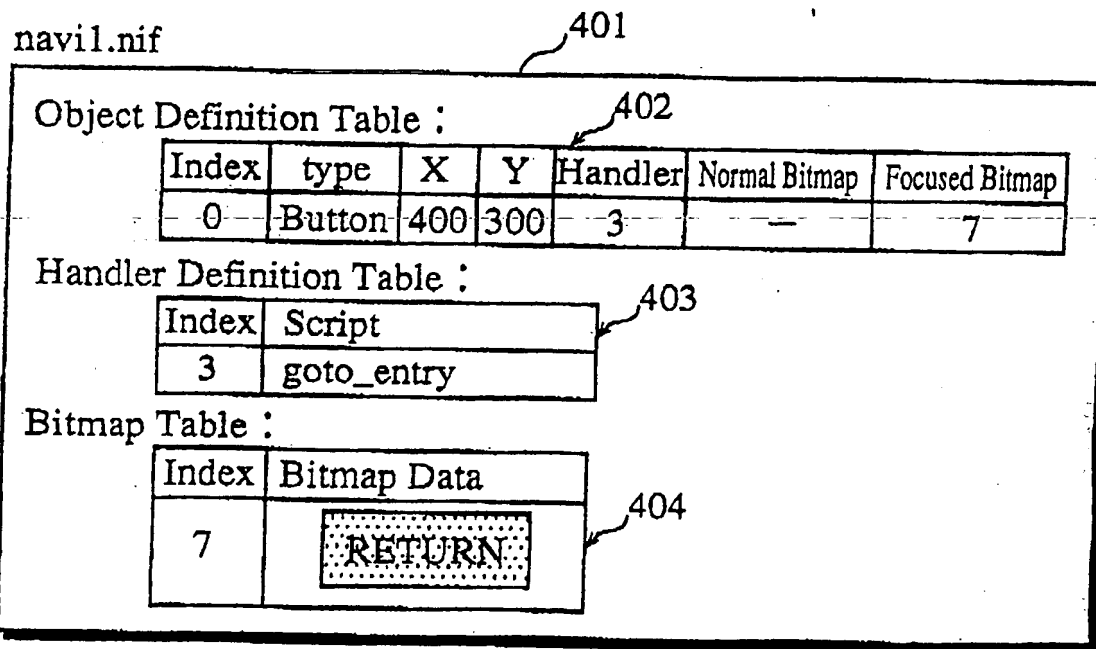 navi1.nif
401
Object Definition Table :
402
Index type X Y Handler Normal Bitmap Focused Bitmap
0 Button 400 300 3 — 7
Handler Definition Table :
403
Index Script
3 goto_entry
Bitmap Table :
Index Bitmap Data
404
7 RETURN